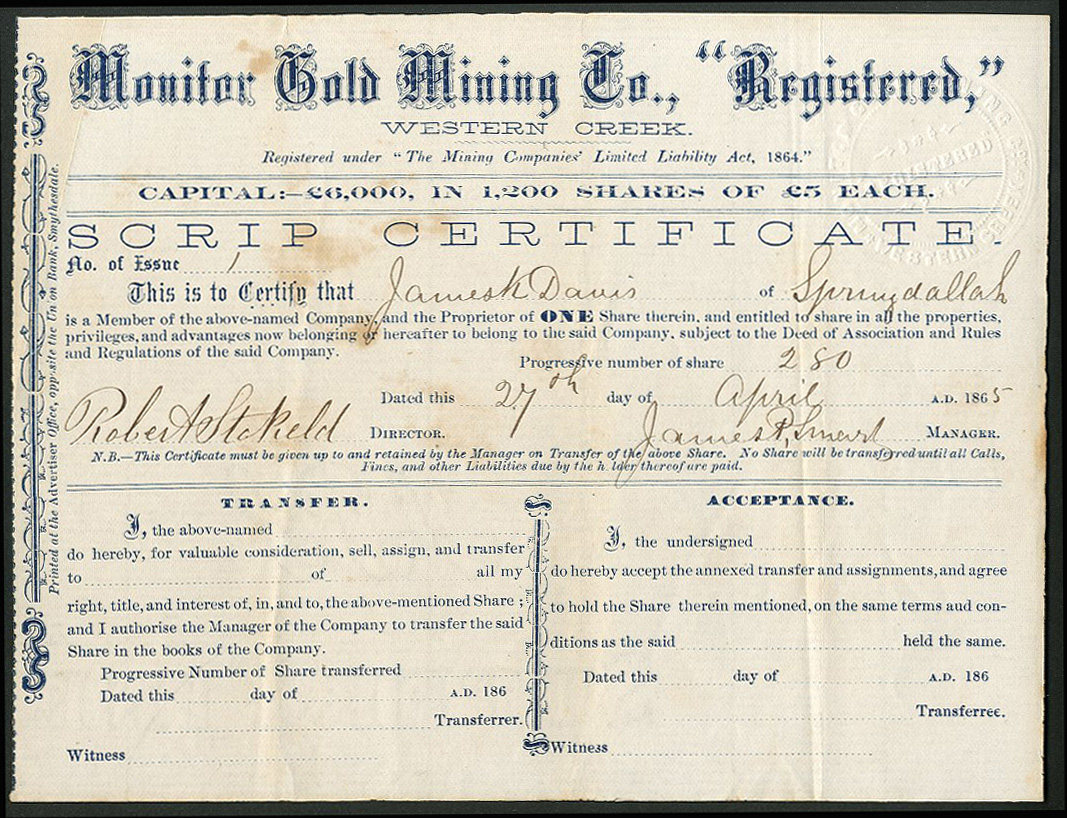 Monitor Gold Mining Co., "Registered,"
WESTERN CREEK.
Registered under "The Mining Companies' Limited Liability Act, 1864."
CAPITAL:—£6,000, IN 1,200 SHARES OF £5 EACH.
SCRIP CERTIFICATE.
No. of Issue 1
This is to Certify that James K Davis of Springdallah
is a Member of the above-named Company, and the Proprietor of ONE Share therein, and entitled to share in all the properties,
privileges, and advantages now belonging or hereafter to belong to the said Company, subject to the Deed of Association and Rules
and Regulations of the said Company.
Progressive number of share 280
Dated this 27th day of April A.D. 1865
Robert Stokeld DIRECTOR. James P. Smart MANAGER.
N.B.—This Certificate must be given up to and retained by the Manager on Transfer of the above Share. No Share will be transferred until all Calls,
Fines, and other Liabilities due by the h lder thereof are paid.
TRANSFER.
I, the above-named
do hereby, for valuable consideration, sell, assign, and transfer
to of all my
right, title, and interest of, in, and to, the above-mentioned Share;
and I authorise the Manager of the Company to transfer the said
Share in the books of the Company.
Progressive Number of Share transferred
Dated this day of A.D. 186
Transferrer.
Witness
ACCEPTANCE.
I, the undersigned
do hereby accept the annexed transfer and assignments, and agree
to hold the Share therein mentioned, on the same terms aud con-
ditions as the said held the same.
Dated this day of A.D. 186
Transferree.
Witness
Printed at the Advertiser Office, opposite the Un on Bank, Smythesdale.